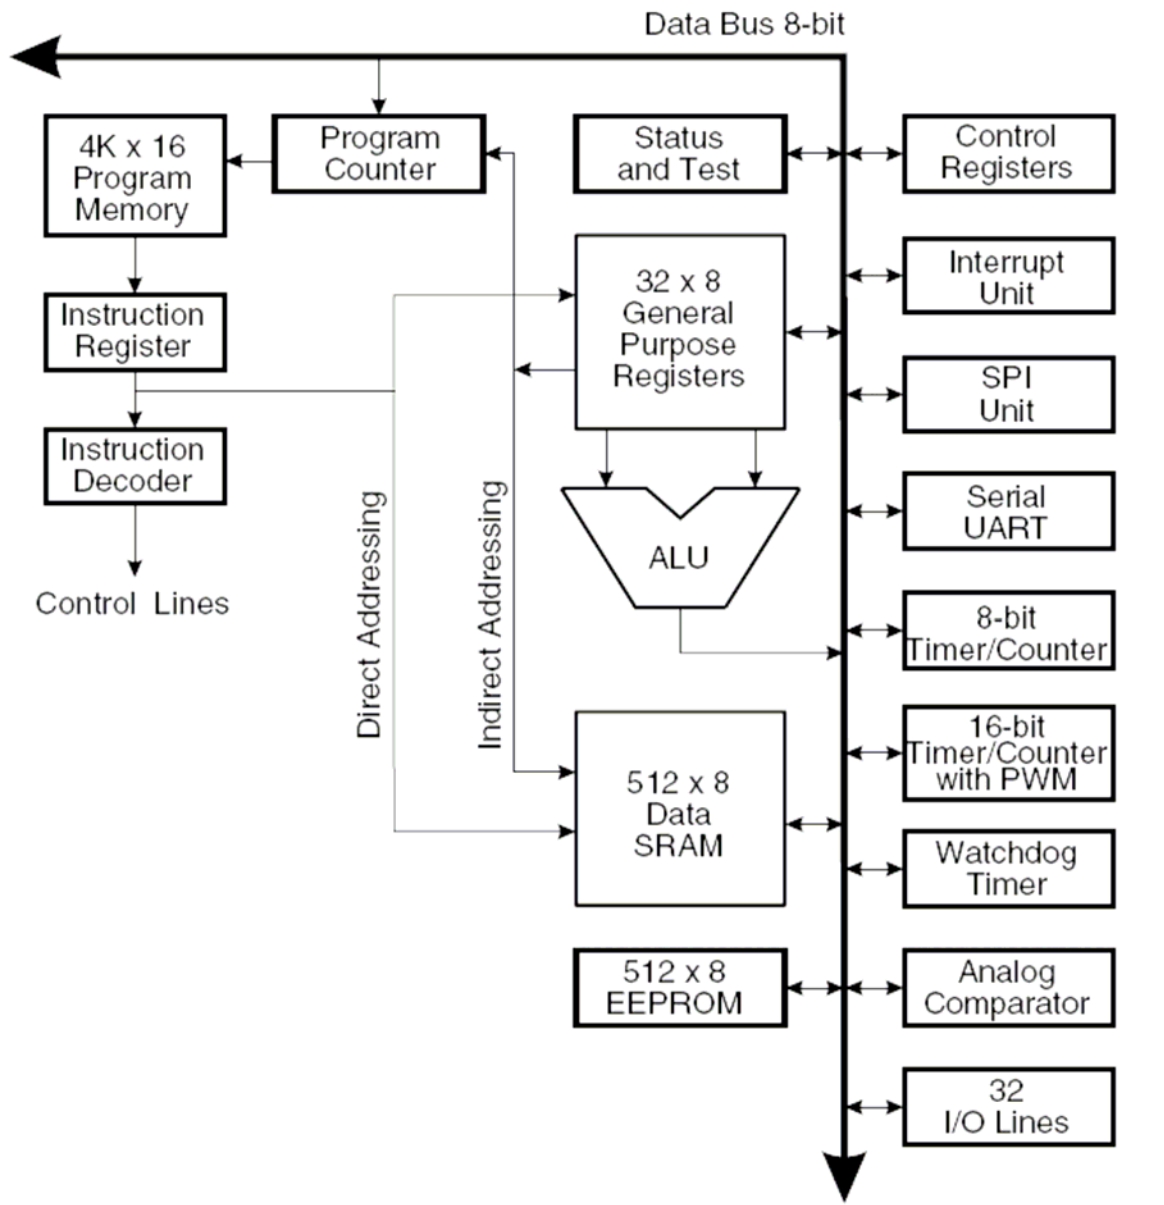 Data Bus 8-bit
4K x 16
Program
Memory
Program
Counter
Status
and Test
Control
Registers
Instruction
Register
32 x 8
General
Purpose
Registers
Interrupt
Unit
SPI
Unit
Instruction
Decoder
Control Lines
Direct Addressing
Indirect Addressing
ALU
Serial
UART
8-bit
Timer/Counter
16-bit
Timer/Counter
with PWM
512 x 8
Data
SRAM
Watchdog
Timer
512 x 8
EEPROM
Analog
Comparator
32
I/O Lines